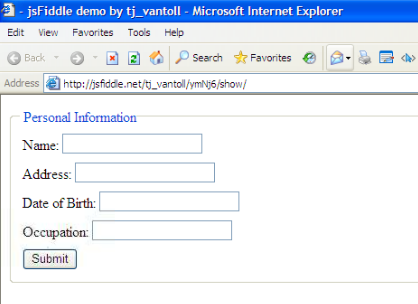 - jsFiddle demo by tj_vantoll - Microsoft Internet Explorer
Edit View Favorites Tools Help
Back Search Favorites
Address http://jsfiddle.net/tj_vantoll/ymNj6/show/
Personal Information
Name:
Address:
Date of Birth:
Occupation:
Submit